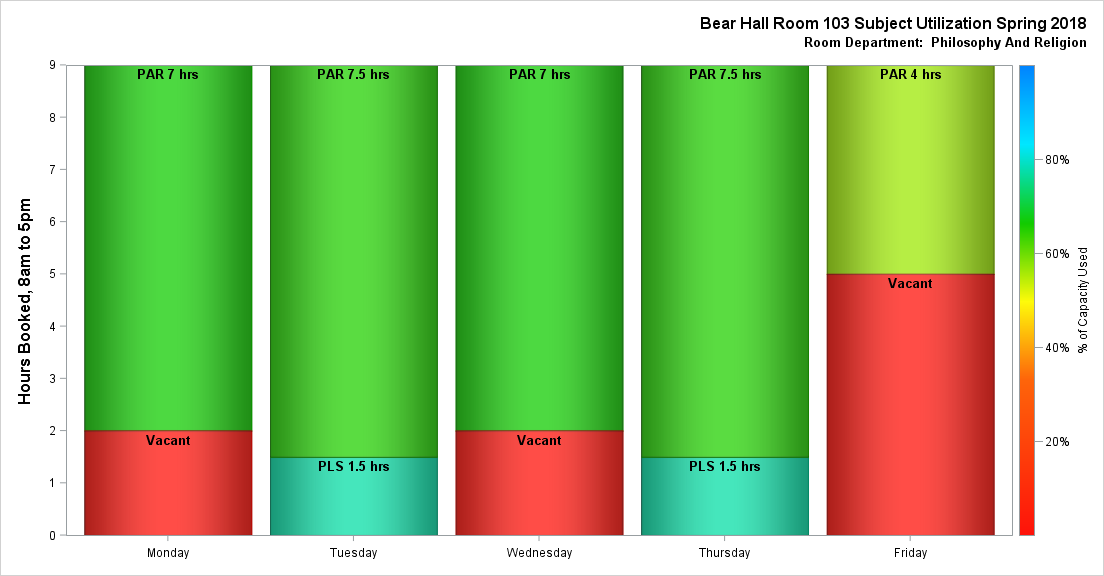 Bear Hall Room 103 Subject Utilization Spring 2018
Room Department:  Philosophy And Religion
Hours Booked, 8am to 5pm
9
8
7
6
5
4
3
2
1
0
PAR 7 hrs
PAR 7.5 hrs
PAR 7 hrs
PAR 7.5 hrs
PAR 4 hrs
Vacant
PLS 1.5 hrs
Vacant
PLS 1.5 hrs
Vacant
Monday
Tuesday
Wednesday
Thursday
Friday
80%
60%
40%
20%
% of Capacity Used